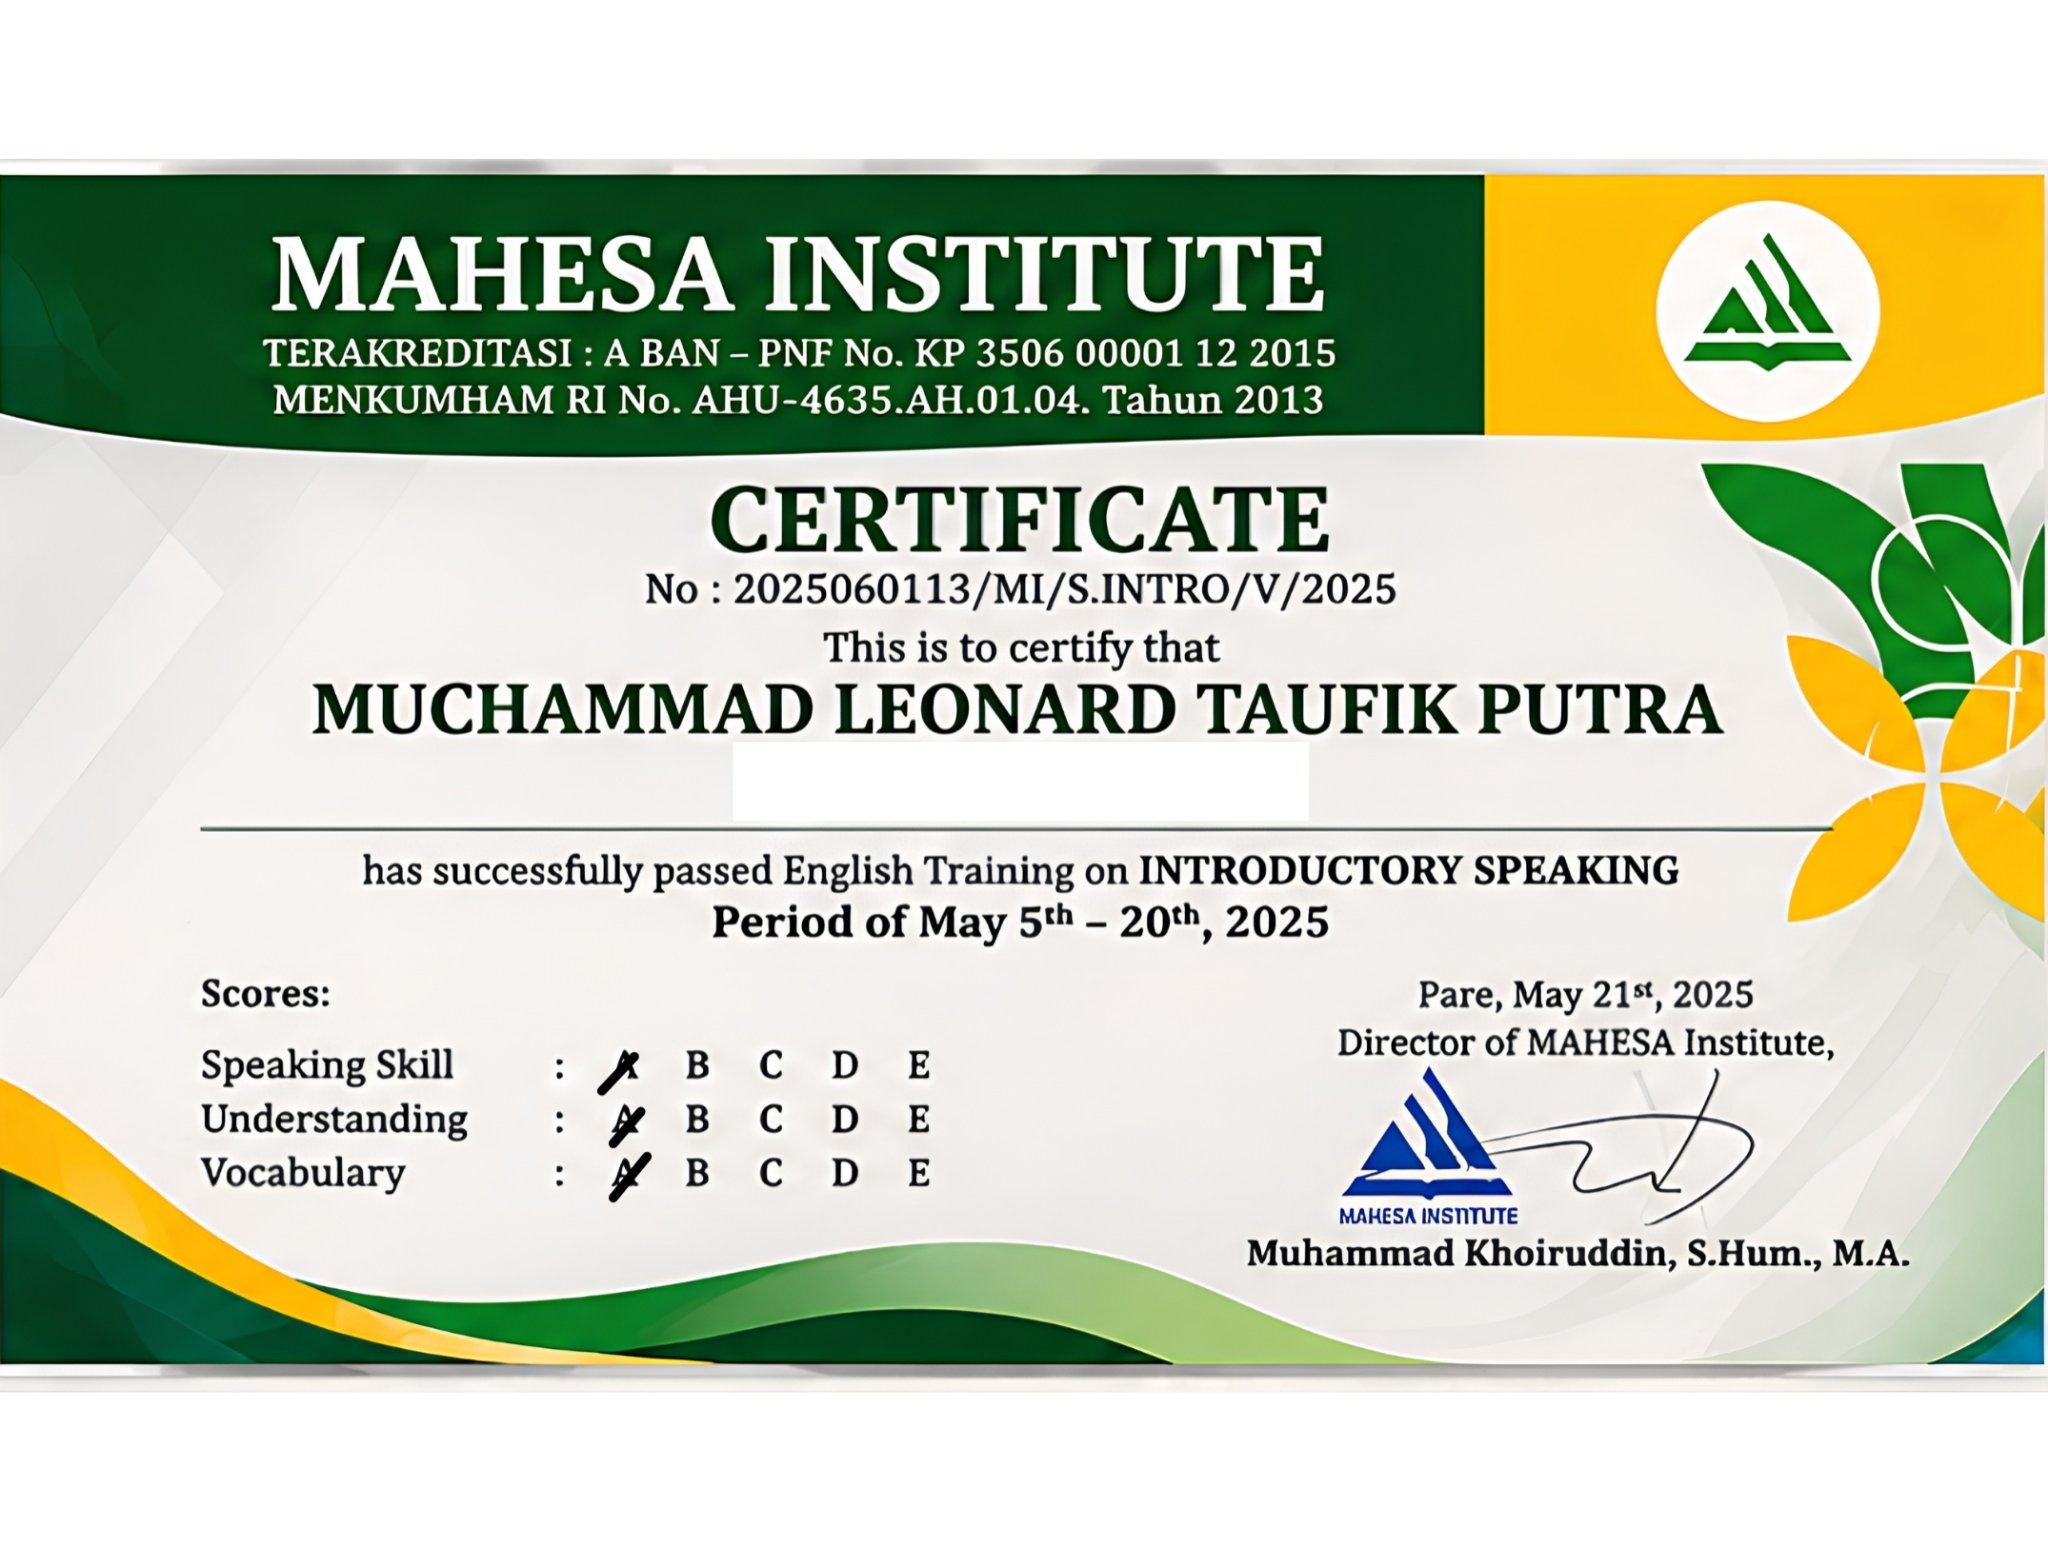 MAHESA INSTITUTE
TERAKREDITASI : A BAN – PNF No. KP 3506 00001 12 2015
MENKUMHAM RI No. AHU-4635.AH.01.04. Tahun 2013
CERTIFICATE
No : 2025060113/MI/S.INTRO/V/2025
This is to certify that
MUCHAMMAD LEONARD TAUFIK PUTRA
has successfully passed English Training on INTRODUCTORY SPEAKING
Period of May 5th – 20th, 2025
Scores:
Speaking Skill : A B C D E
Understanding : A B C D E
Vocabulary : A B C D E
Pare, May 21st, 2025
Director of MAHESA Institute,
MAHESA INSTITUTE
Muhammad Khoiruddin, S.Hum., M.A.